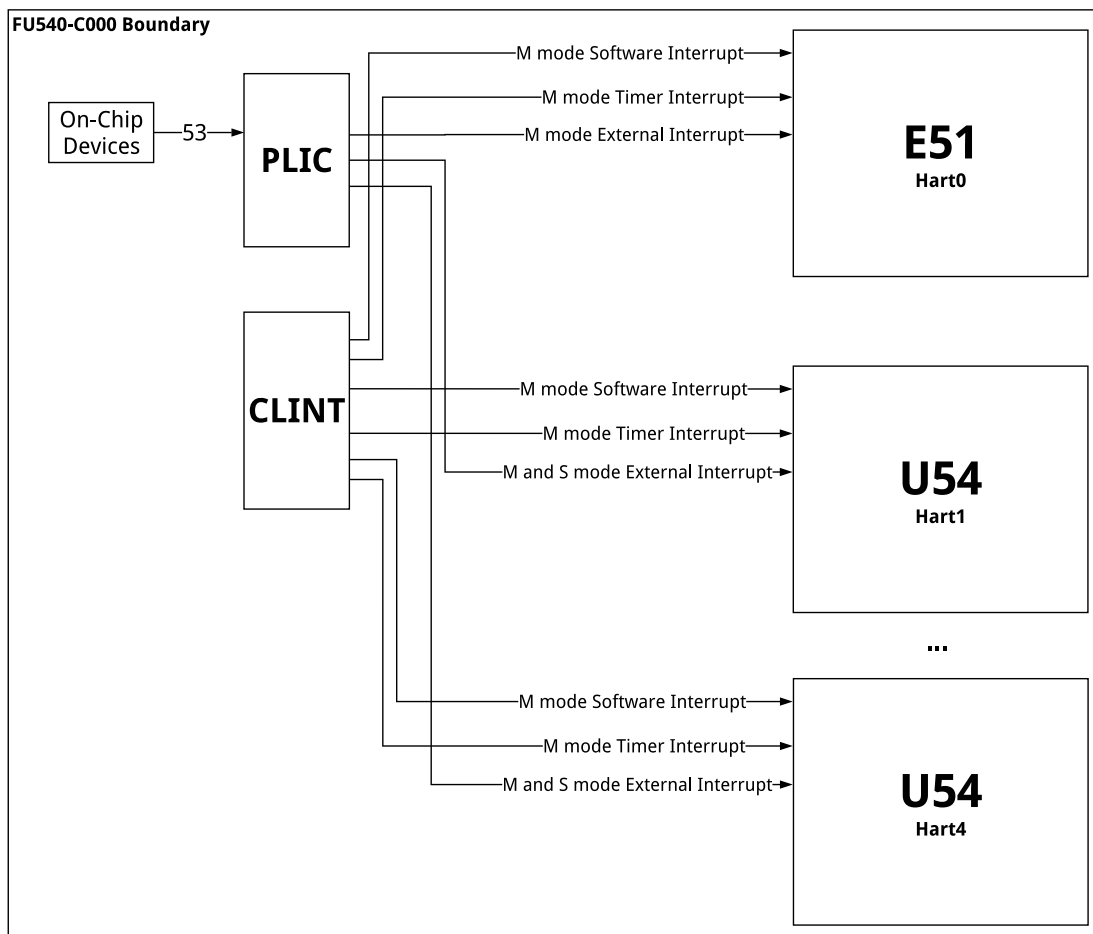 FU540-C000 Boundary
On-Chip
Devices
53
PLIC
CLINT
M mode Software Interrupt
M mode Timer Interrupt
M mode External Interrupt
E51
Hart0
M mode Software Interrupt
M mode Timer Interrupt
M and S mode External Interrupt
U54
Hart1
...
M mode Software Interrupt
M mode Timer Interrupt
M and S mode External Interrupt
U54
Hart4